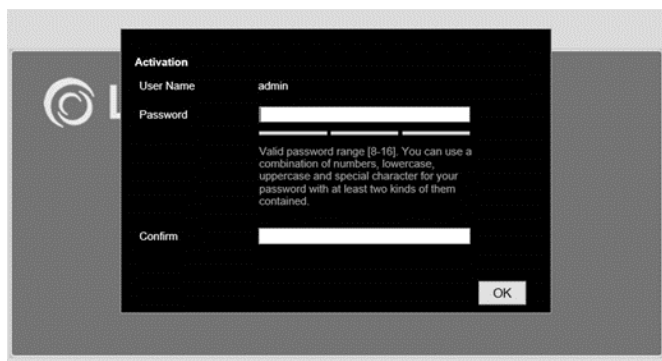 Activation
User Name admin
Password
Valid password range [8-16]. You can use a
combination of numbers, lowercase,
uppercase and special character for your
password with at least two kinds of them
contained.
Confirm
OK